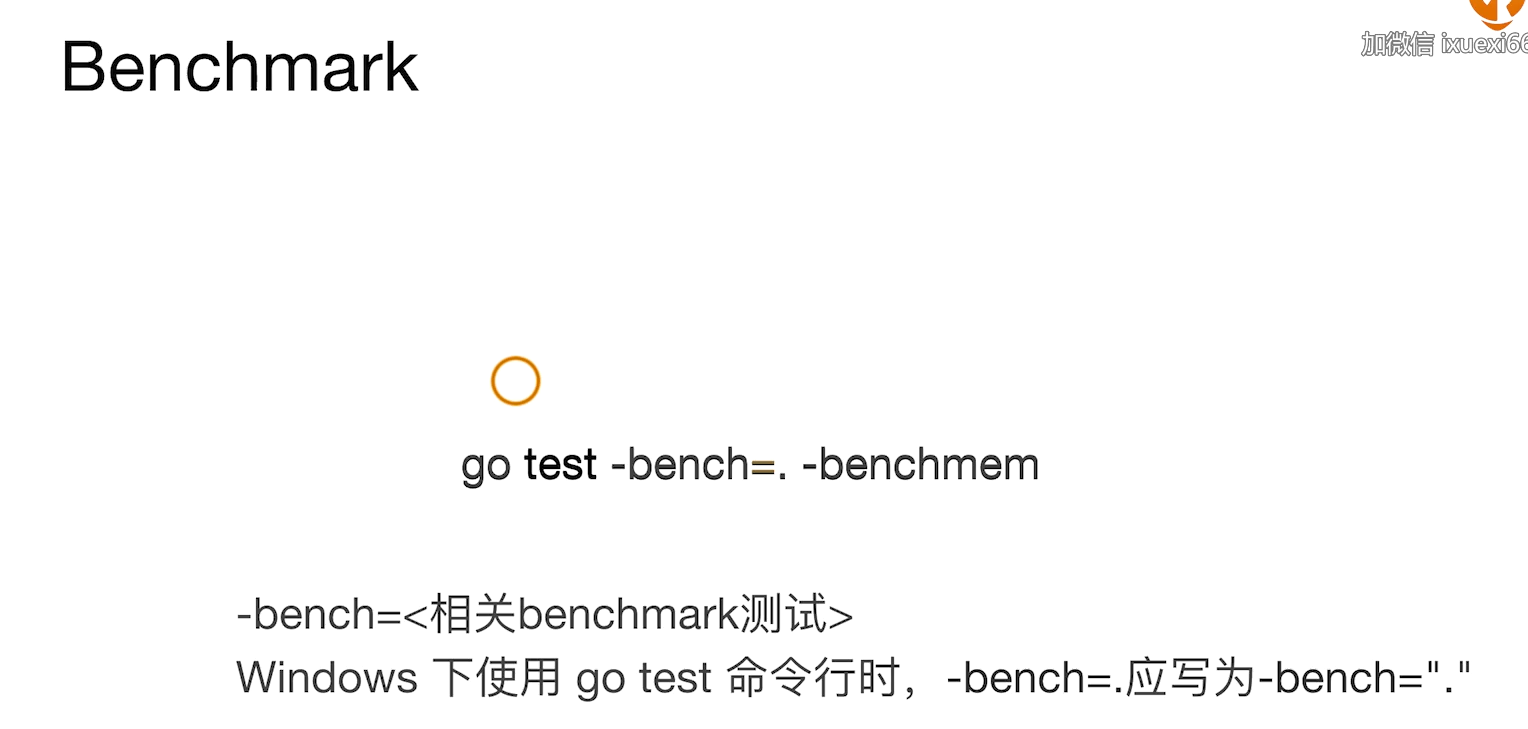 Benchmark
加微信 ixuexi66
go test -bench=. -benchmem
-bench=<相关benchmark测试>
Windows 下使用 go test 命令行时，-bench=.应写为-bench="."